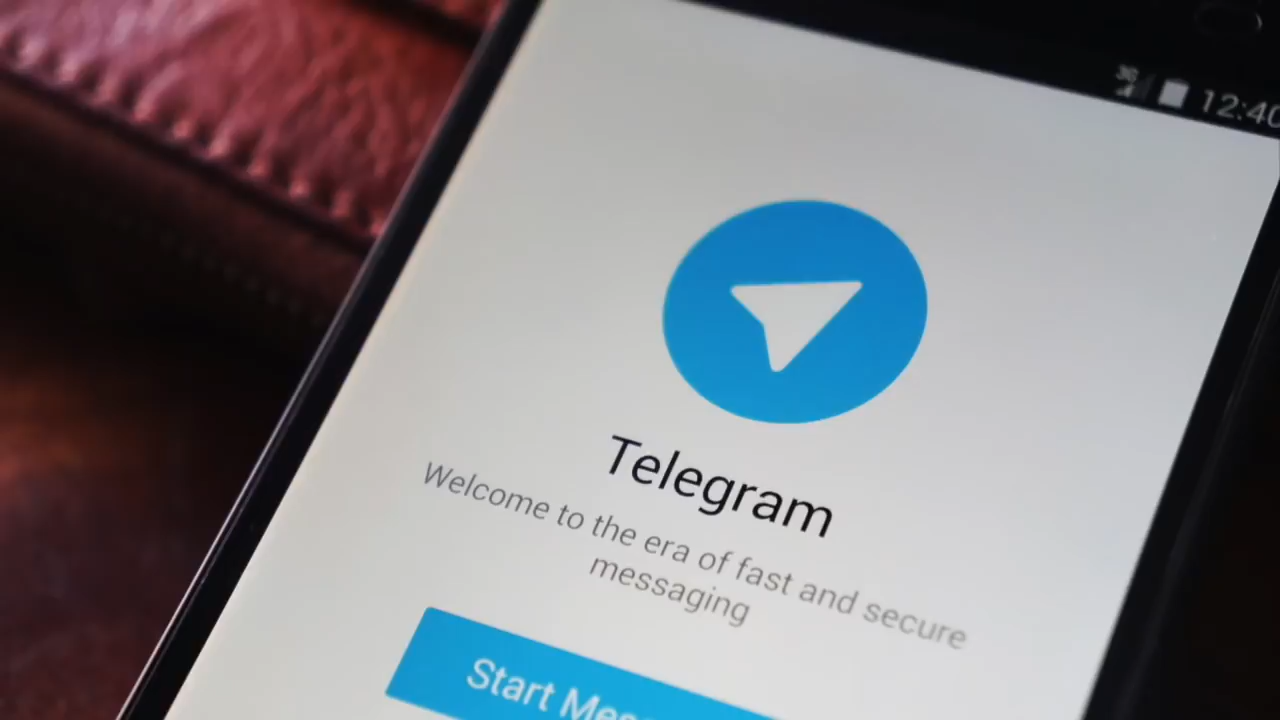 12:40
Telegram
Welcome to the era of fast and secure
messaging
Start